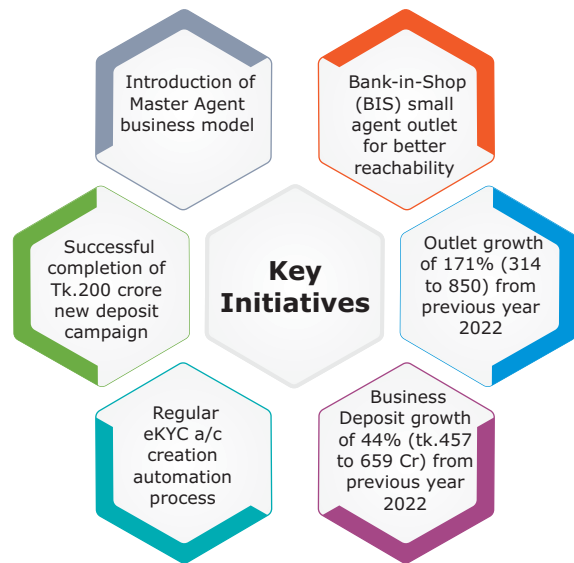 Introduction of
Master Agent
business model
Bank-in-Shop
(BIS) small
agent outlet
for better
reachability
Successful
completion of
Tk.200 crore
new deposit
campaign
Key
Initiatives
Outlet growth
of 171% (314
to 850) from
previous year
2022
Regular
eKYC a/c
creation
automation
process
Business
Deposit growth
of 44% (tk.457
to 659 Cr) from
previous year
2022